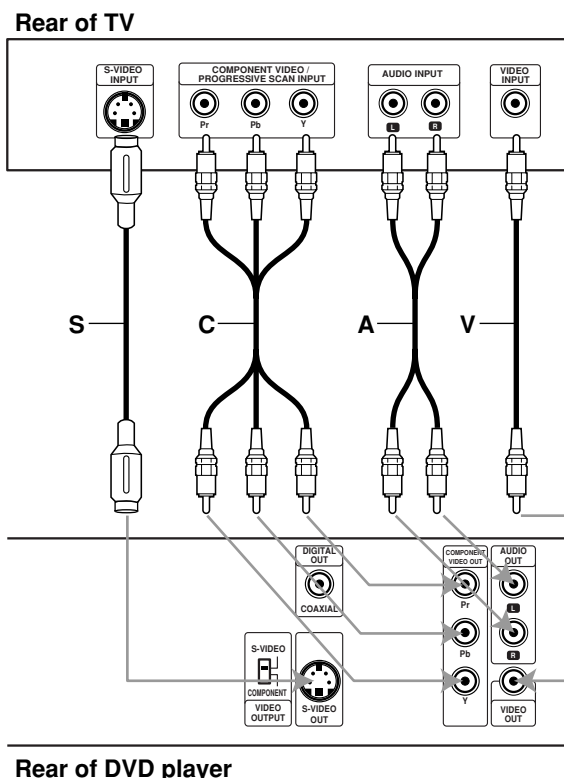 Rear of TV
S-VIDEO
INPUT
COMPONENT VIDEO /
PROGRESSIVE SCAN INPUT
Pr
Pb
Y
AUDIO INPUT
L
R
VIDEO
INPUT
S
C
A
V
DIGITAL
OUT
COAXIAL
COMPONENT
VIDEO OUT
Pr
Pb
Y
AUDIO
OUT
L
R
S-VIDEO
COMPONENT
VIDEO
OUTPUT
S-VIDEO
OUT
VIDEO
OUT
Rear of DVD player